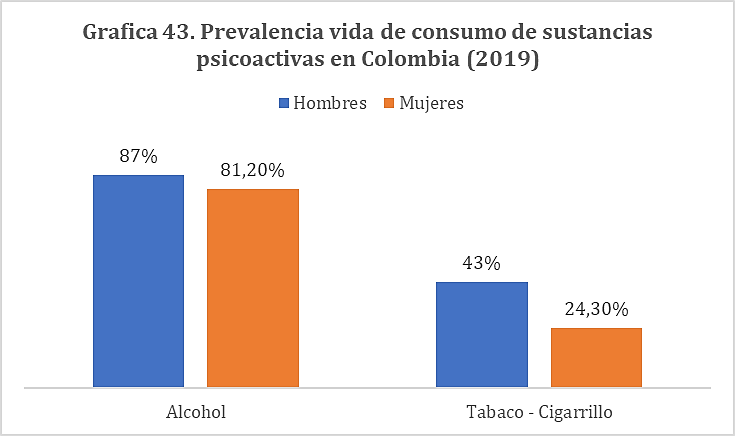 Grafica 43. Prevalencia vida de consumo de sustancias
psicoactivas en Colombia (2019)
Hombres Mujeres
87%
81,20%
43%
24,30%
Alcohol
Tabaco - Cigarrillo